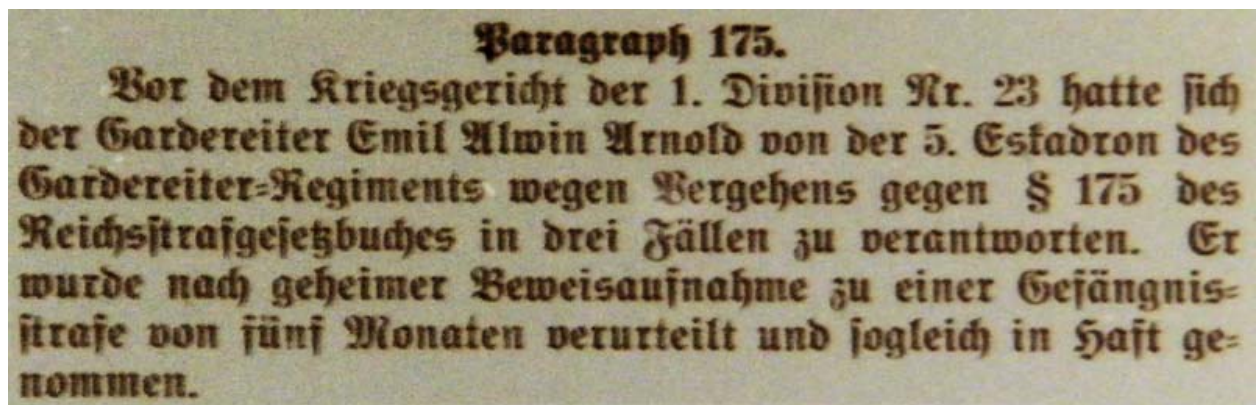 Paragraph 175.
Vor dem Kriegsgericht der 1. Division Nr. 23 hatte sich
der Gardereiter Emil Alwin Arnold von der 5. Eskadron des
Gardereiter-Regiments wegen Vergehens gegen § 175 des
Reichsstrafgesetzbuches in drei Fällen zu verantworten. Er
wurde nach geheimer Beweisaufnahme zu einer Gefängnis-
strafe von fünf Monaten verurteilt und sogleich in Haft ge-
nommen.